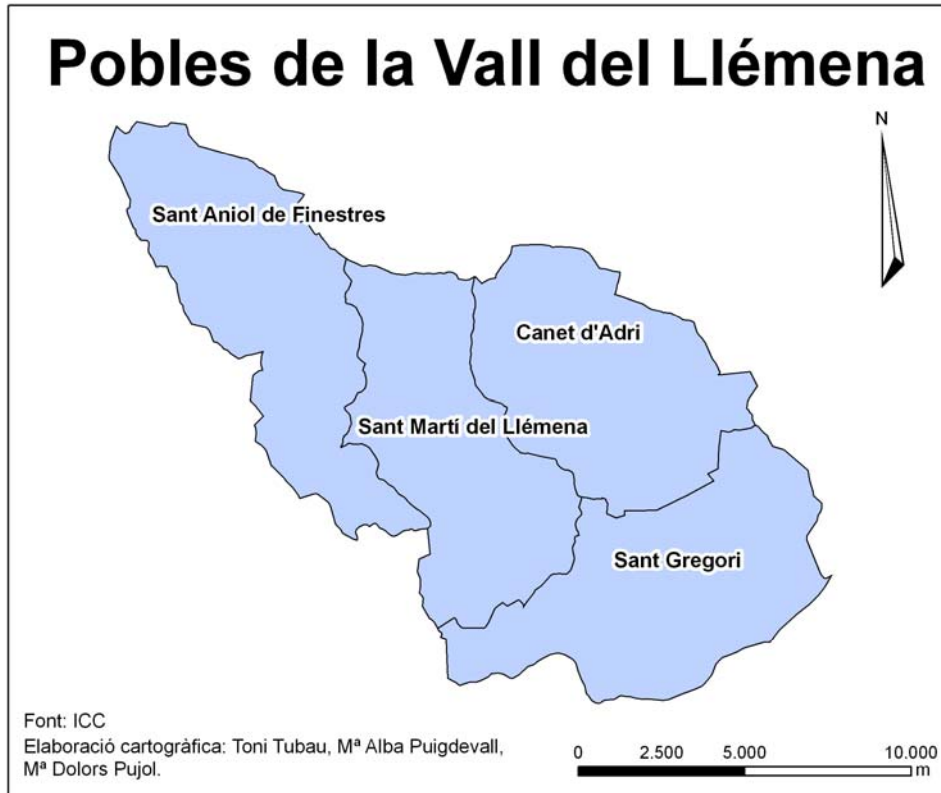 Pobles de la Vall del Llémena
N
Sant Aniol de Finestres
Canet d'Adri
Sant Martí del Llémena
Sant Gregori
Font: ICC
Elaboració cartogràfica: Toni Tubau, Mª Alba Puigdevall,
Mª Dolors Pujol.
0 2.500 5.000 10.000
m